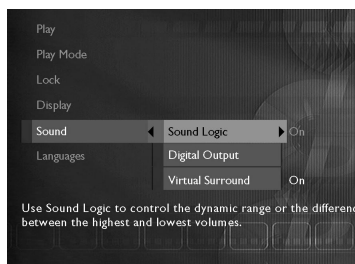 Play
Play Mode
Lock
Display
Sound Sound Logic On
Languages Digital Output
Virtual Surround On
Use Sound Logic to control the dynamic range or the differenc
between the highest and lowest volumes.